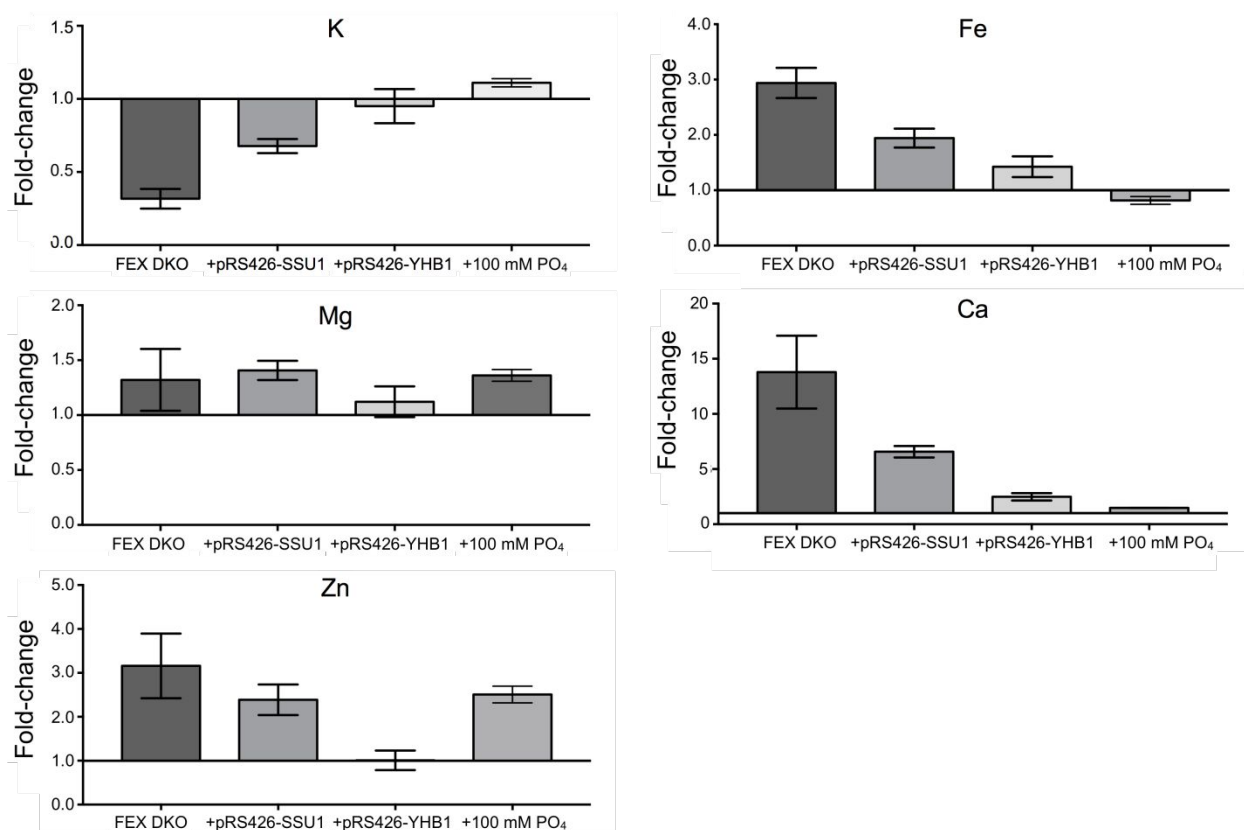 K
1.5
1.0
0.5
0.0
Fold-change
FEX DKO +pRS426-SSU1 +pRS426-YHB1 +100 mM PO₄
Fe
4.0
3.0
2.0
1.0
0.0
Fold-change
FEX DKO +pRS426-SSU1 +pRS426-YHB1 +100 mM PO₄
Mg
2.0
1.5
1.0
0.5
0.0
Fold-change
FEX DKO +pRS426-SSU1 +pRS426-YHB1 +100 mM PO₄
Ca
20
15
10
5
0
Fold-change
FEX DKO +pRS426-SSU1 +pRS426-YHB1 +100 mM PO₄
Zn
5.0
4.0
3.0
2.0
1.0
0.0
Fold-change
FEX DKO +pRS426-SSU1 +pRS426-YHB1 +100 mM PO₄